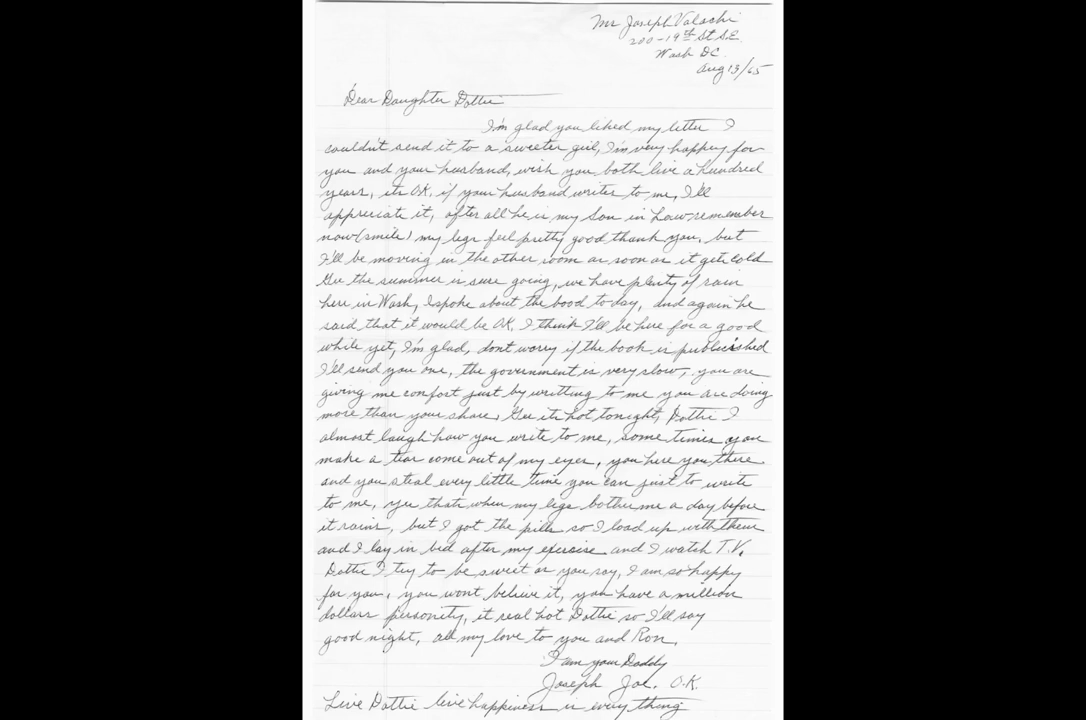 Mr Joseph Valachi
200-19th St S.E.
Wash DC.
Aug 13/65
Dear Daughter Dottie
I'm glad you liked my letter I
couldn't send it to a sweeter girl, I'm very happy for
you and your husband, wish you both live a hundred
years, its OK. if your husband writes to me, I'll
appreciate it, after all he is my Son in Law remember
now (smile) my legs feel pretty good thank you, but
I'll be moving in the other room as soon as it gets cold
Gee the summer is sure going, we have plenty of rain
here in Wash, I spoke about the bood to day, and again he
said that it would be OK. I think I'll be here for a good
while yet, I'm glad, dont worry if the book is published
I'll send you one, the government is very slow, you are
giving me comfort just by writting to me you are doing
more than your share, Gee its hot tonight, Dottie I
almost laugh how you write to me, some times you
make a tear come out of my eyes, you here you there
and you steal every little time you can just to write
to me, yes thats when my legs bother me a day before
it rains, but I got the pills so I load up with them
and I lay in bed after my exercise and I watch T.V.
Dottie I try to be sweet as you say, I am so happy
for you, you wont believe it, you have a million
dollars personity, it real hot Dottie so I'll say
good night, all my love to you and Ron.
I am your Daddy
Joseph Joe. O.K.
Live Dottie live happiness is every thing